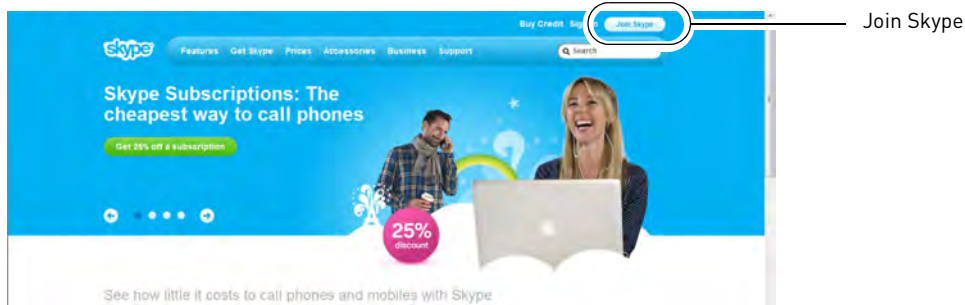 Buy Credit Sign in Join Skype
Join Skype
skype
Features Get Skype Prices Accessories Business Support
Search
Skype Subscriptions: The
cheapest way to call phones
Get 25% off a subscription
25%
discount
See how little it costs to call phones and mobiles with Skype